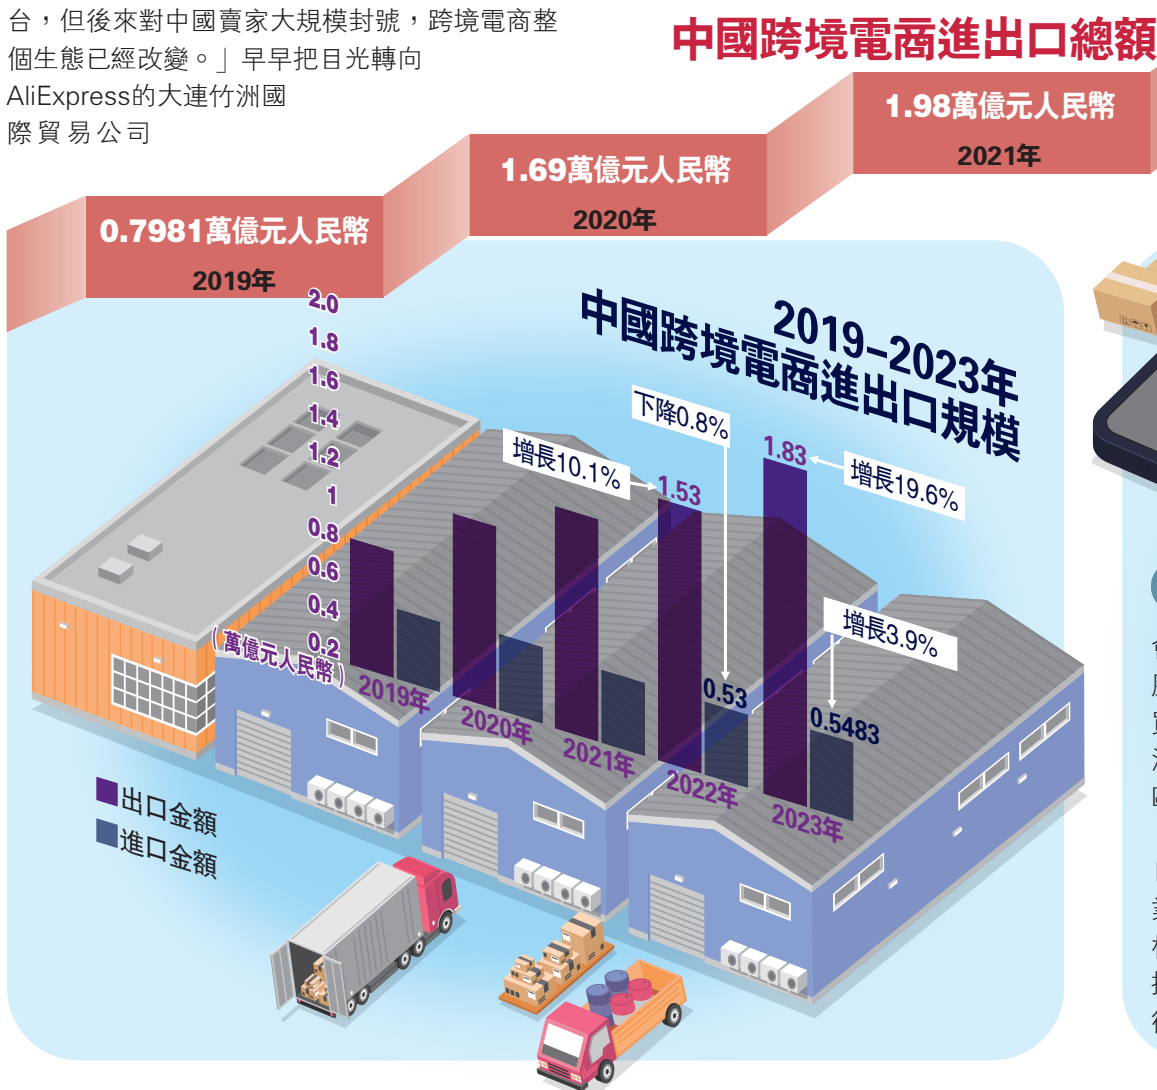 台，但後來對中國賣家大規模封號，跨境電商整
個生態已經改變。」早早把目光轉向
AliExpress的大連竹洲國
際貿易公司
中國跨境電商進出口總額
1.98萬億元人民幣
2021年
1.69萬億元人民幣
2020年
0.7981萬億元人民幣
2019年
2019–2023年
中國跨境電商進出口規模
2.0
1.8
1.6
1.4
1.2
1
0.8
0.6
0.4
0.2
（萬億元人民幣）
增長10.1%
1.53
下降0.8%
1.83
增長19.6%
增長3.9%
0.53
0.5483
2019年
2020年
2021年
2022年
2023年
出口金額
進口金額